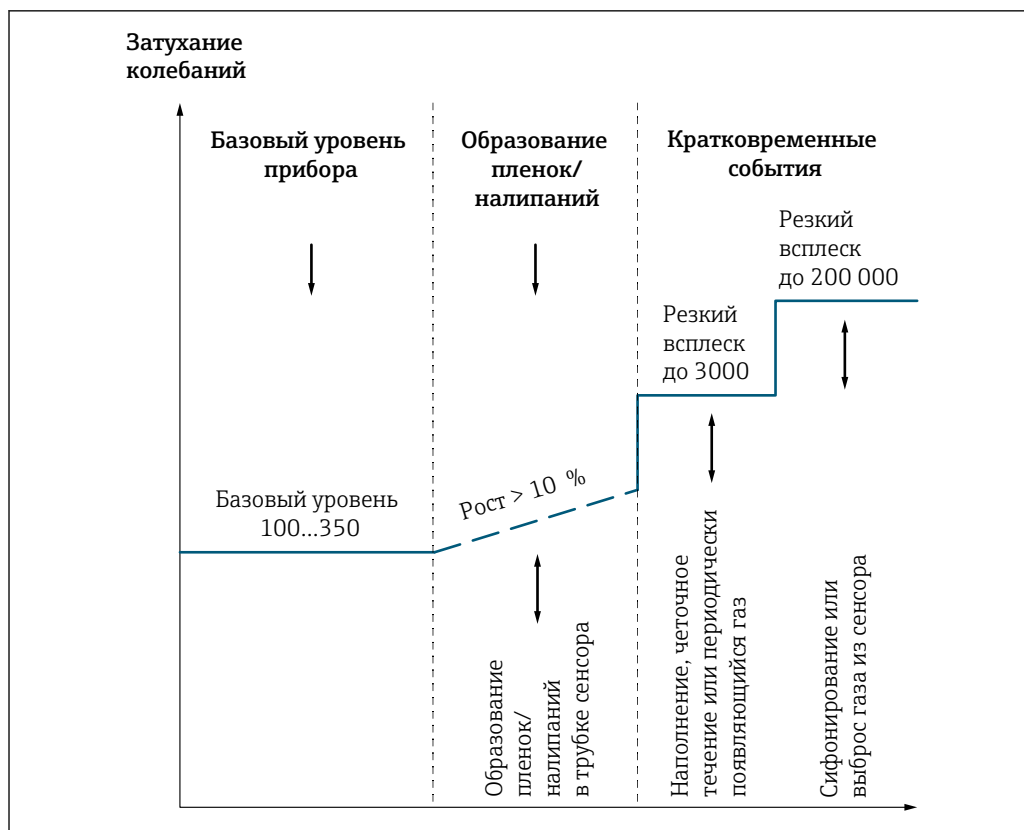 Затухание
колебаний
Базовый уровень
прибора
Образование
пленок/
налипаний
Кратковременные
события
Резкий
всплеск
до 200 000
Резкий
всплеск
до 3000
Базовый уровень
100...350
Рост > 10 %
Образование
пленок/
налипаний
в трубке сенсора
Наполнение, четочное
течение или периодически
появляющийся газ
Сифонирование или
выброс газа из сенсора